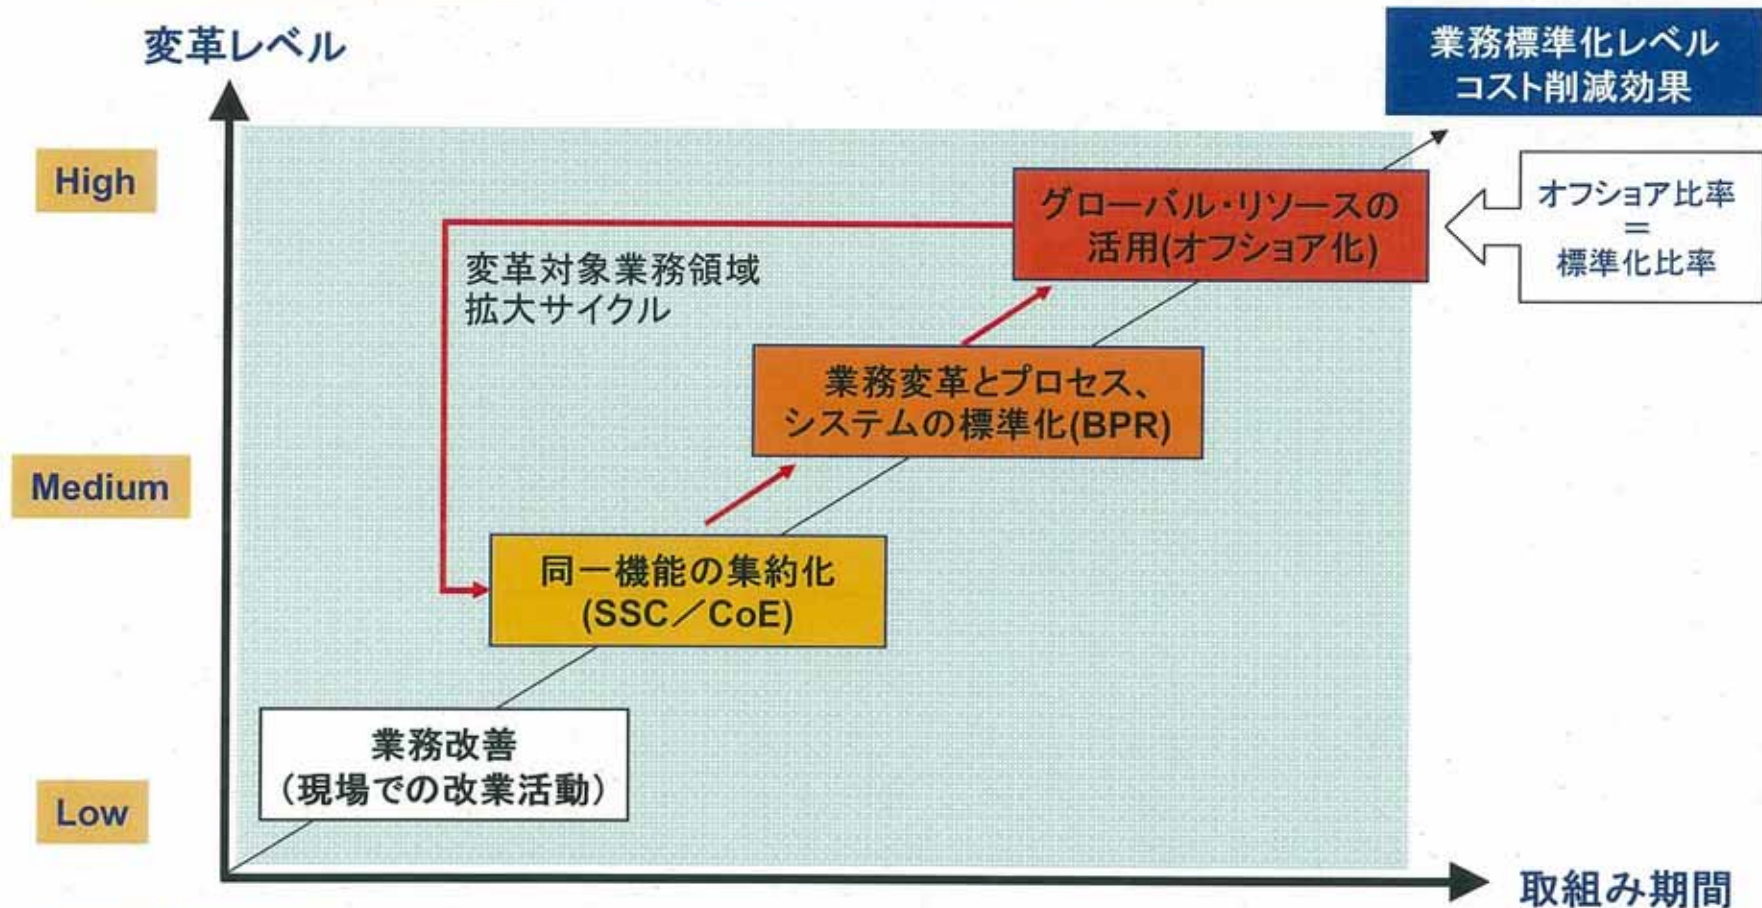 変革レベル
業務標準化レベル
コスト削減効果
High
グローバル・リソースの
活用(オフショア化)
オフショア比率
=
標準化比率
変革対象業務領域
拡大サイクル
業務変革とプロセス、
システムの標準化(BPR)
Medium
同一機能の集約化
(SSC/CoE)
業務改善
(現場での改業活動)
Low
取組み期間